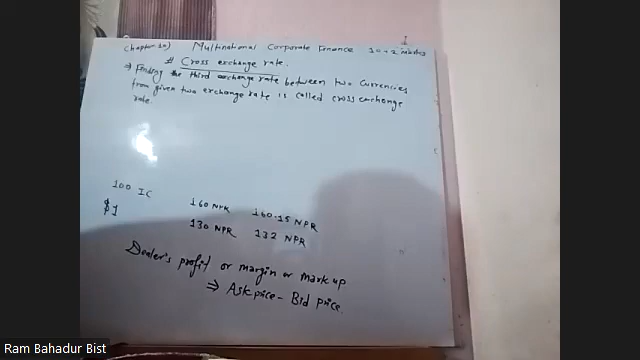 Chapter 10) Multinational Corporate Finance 10 + 2 Marks
# Cross exchange rate.
⇒ Finding the third exchange rate between two currencies
from given two exchange rate is called cross exchange
rate.
100 IC 160 NPR 160.15 NPR
$1 130 NPR 132 NPR
Dealer's profit or margin or mark up
⇒ Ask price - Bid price.
Ram Bahadur Bist